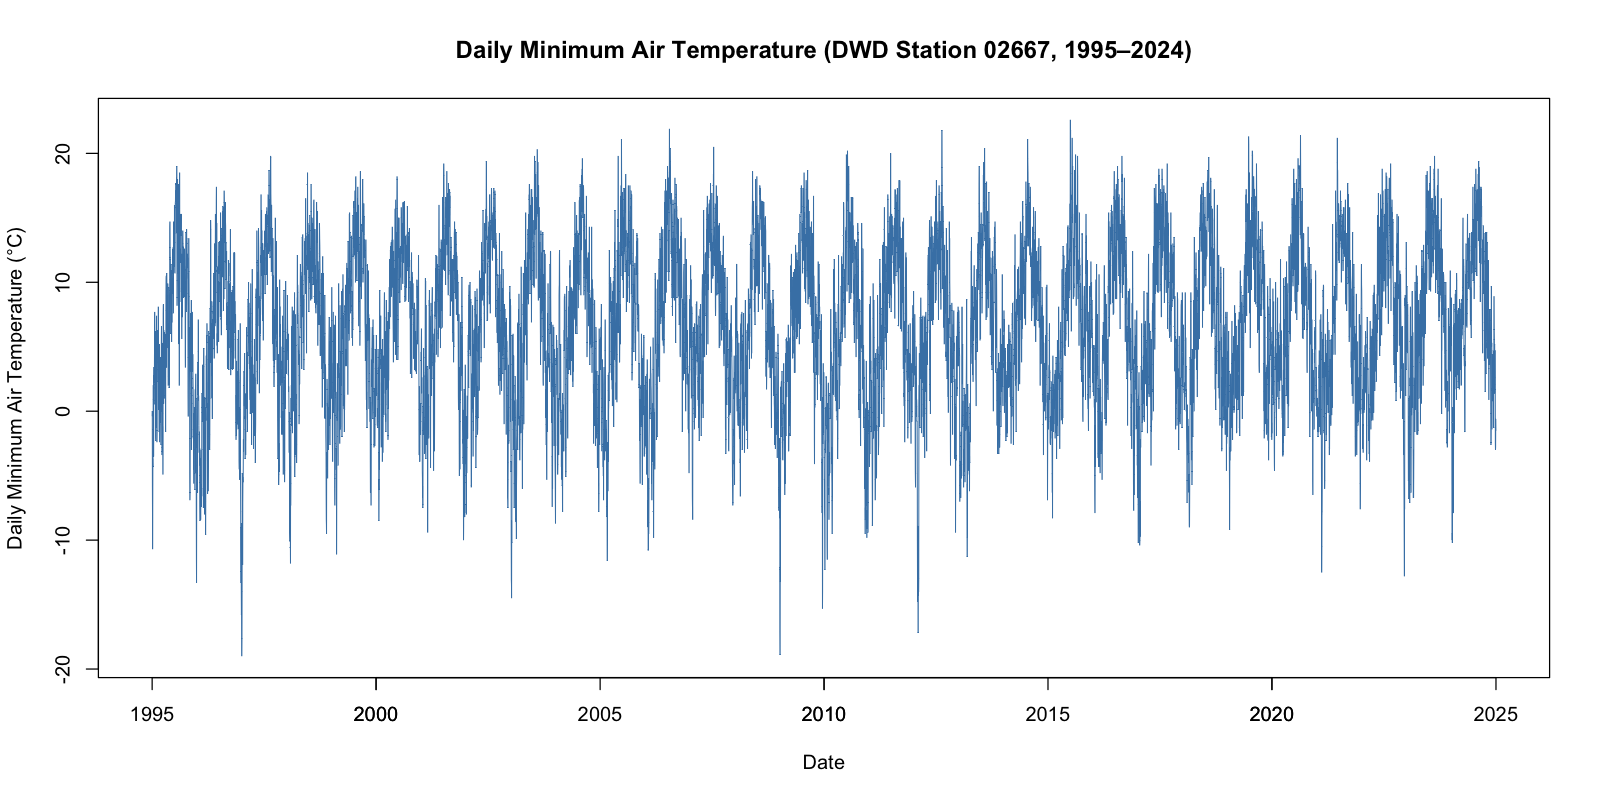 Daily Minimum Air Temperature (DWD Station 02667, 1995–2024)
Daily Minimum Air Temperature (°C)
20
10
0
-10
-20
1995 2000 2005 2010 2015 2020 2025
Date